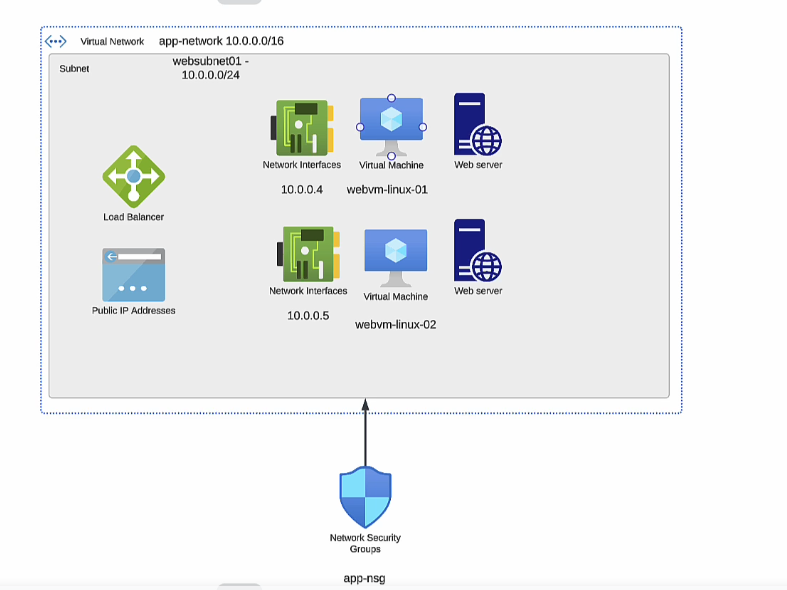 Virtual Network app-network 10.0.0.0/16
Subnet
websubnet01 -
10.0.0.0/24
Network Interfaces
Virtual Machine
Web server
10.0.0.4
webvm-linux-01
Load Balancer
Network Interfaces
Virtual Machine
Web server
Public IP Addresses
10.0.0.5
webvm-linux-02
Network Security
Groups
app-nsg